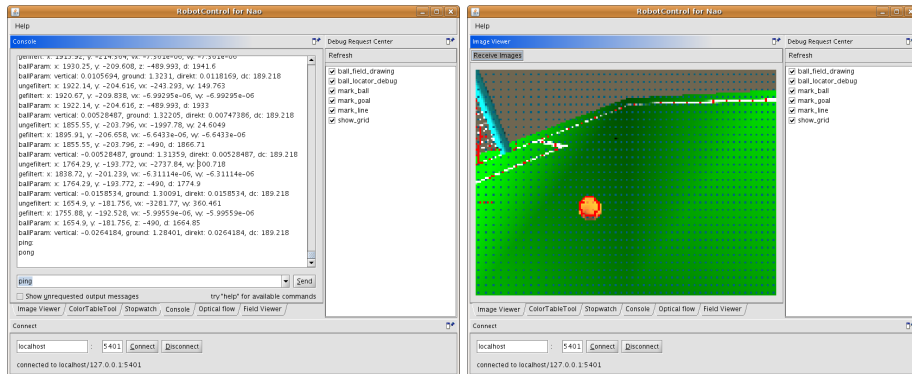 RobotControl for Nao
Help
Console
Debug Request Center
Refresh
ball_field_drawing
ball_locator_debug
mark_ball
mark_goal
mark_line
show_grid
ballParam: x: 1930.25, y: -209.608, z: -489.993, d: 1941.6
ballParam: vertical: 0.0105694, ground: 1.3231, direkt: 0.0118169, dc: 189.218
ungefiltert: x: 1922.14, y: -204.616, vx: -243.293, vy: 149.763
gefiltert: x: 1920.67, y: -209.838, vx: -6.99295e-06, vy: -6.99295e-06
ballParam: x: 1922.14, y: -204.616, z: -489.993, d: 1933
ballParam: vertical: 0.00528487, ground: 1.32205, direkt: 0.00747386, dc: 189.218
ungefiltert: x: 1855.55, y: -203.796, vx: -1997.78, vy: 24.6049
gefiltert: x: 1895.91, y: -206.658, vx: -6.6433e-06, vy: -6.6433e-06
ballParam: x: 1855.55, y: -203.796, z: -490, d: 1866.71
ballParam: vertical: -0.00528487, ground: 1.31359, direkt: 0.00528487, dc: 189.218
ungefiltert: x: 1764.29, y: -193.772, vx: -2737.84, vy: 300.718
gefiltert: x: 1838.72, y: -201.239, vx: -6.31114e-06, vy: -6.31114e-06
ballParam: x: 1764.29, y: -193.772, z: -490, d: 1774.9
ballParam: vertical: -0.0158534, ground: 1.30091, direkt: 0.0158534, dc: 189.218
ungefiltert: x: 1654.9, y: -181.756, vx: -3281.77, vy: 360.461
gefiltert: x: 1755.88, y: -192.528, vx: -5.99559e-06, vy: -5.99559e-06
ballParam: x: 1654.9, y: -181.756, z: -490, d: 1664.85
ballParam: vertical: -0.0264184, ground: 1.28401, direkt: 0.0264184, dc: 189.218
ping:
pong
ping
Send
Show unrequested output messages
try "help" for available commands
Image Viewer ColorTableTool Stopwatch Console Optical flow Field Viewer
Connect
localhost : 5401 Connect Disconnect
connected to localhost/127.0.0.1:5401
RobotControl for Nao
Help
Image Viewer
Debug Request Center
Receive Images
Refresh
ball_field_drawing
ball_locator_debug
mark_ball
mark_goal
mark_line
show_grid
Image Viewer ColorTableTool Stopwatch Console Optical flow Field Viewer
Connect
localhost : 5401 Connect Disconnect
connected to localhost/127.0.0.1:5401